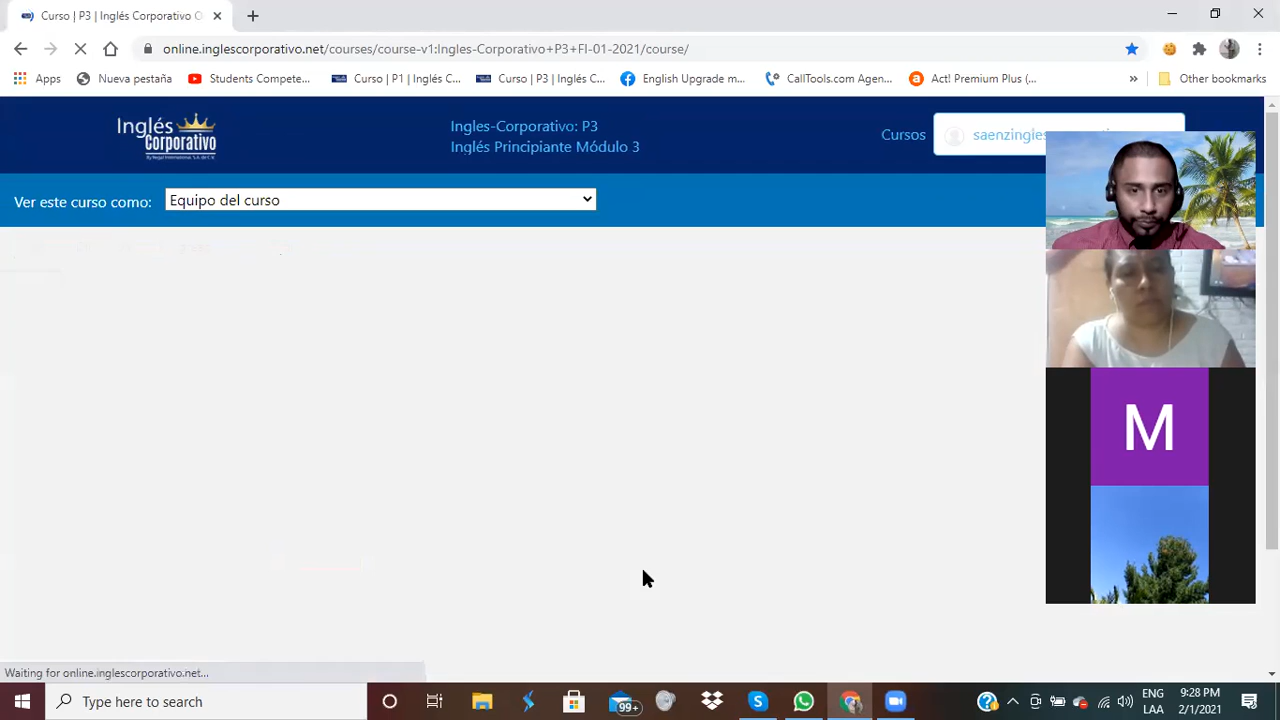 Curso | P3 | Inglés Corporativo O
online.inglescorporativo.net/courses/course-v1:Ingles-Corporativo+P3+FI-01-2021/course/
Apps
Nueva pestaña
Students Compete...
Curso | P1 | Inglés C...
Curso | P3 | Inglés C...
English Upgrade m...
CallTools.com Agen...
Act! Premium Plus (...
»
Other bookmarks
Inglés
Corporativo
Ingles-Corporativo: P3
Inglés Principiante Módulo 3
Cursos
saenzingles
Ver este curso como:
Equipo del curso
M
Waiting for online.inglescorporativo.net...
Type here to search
99+
ENG
LAA
9:28 PM
2/1/2021